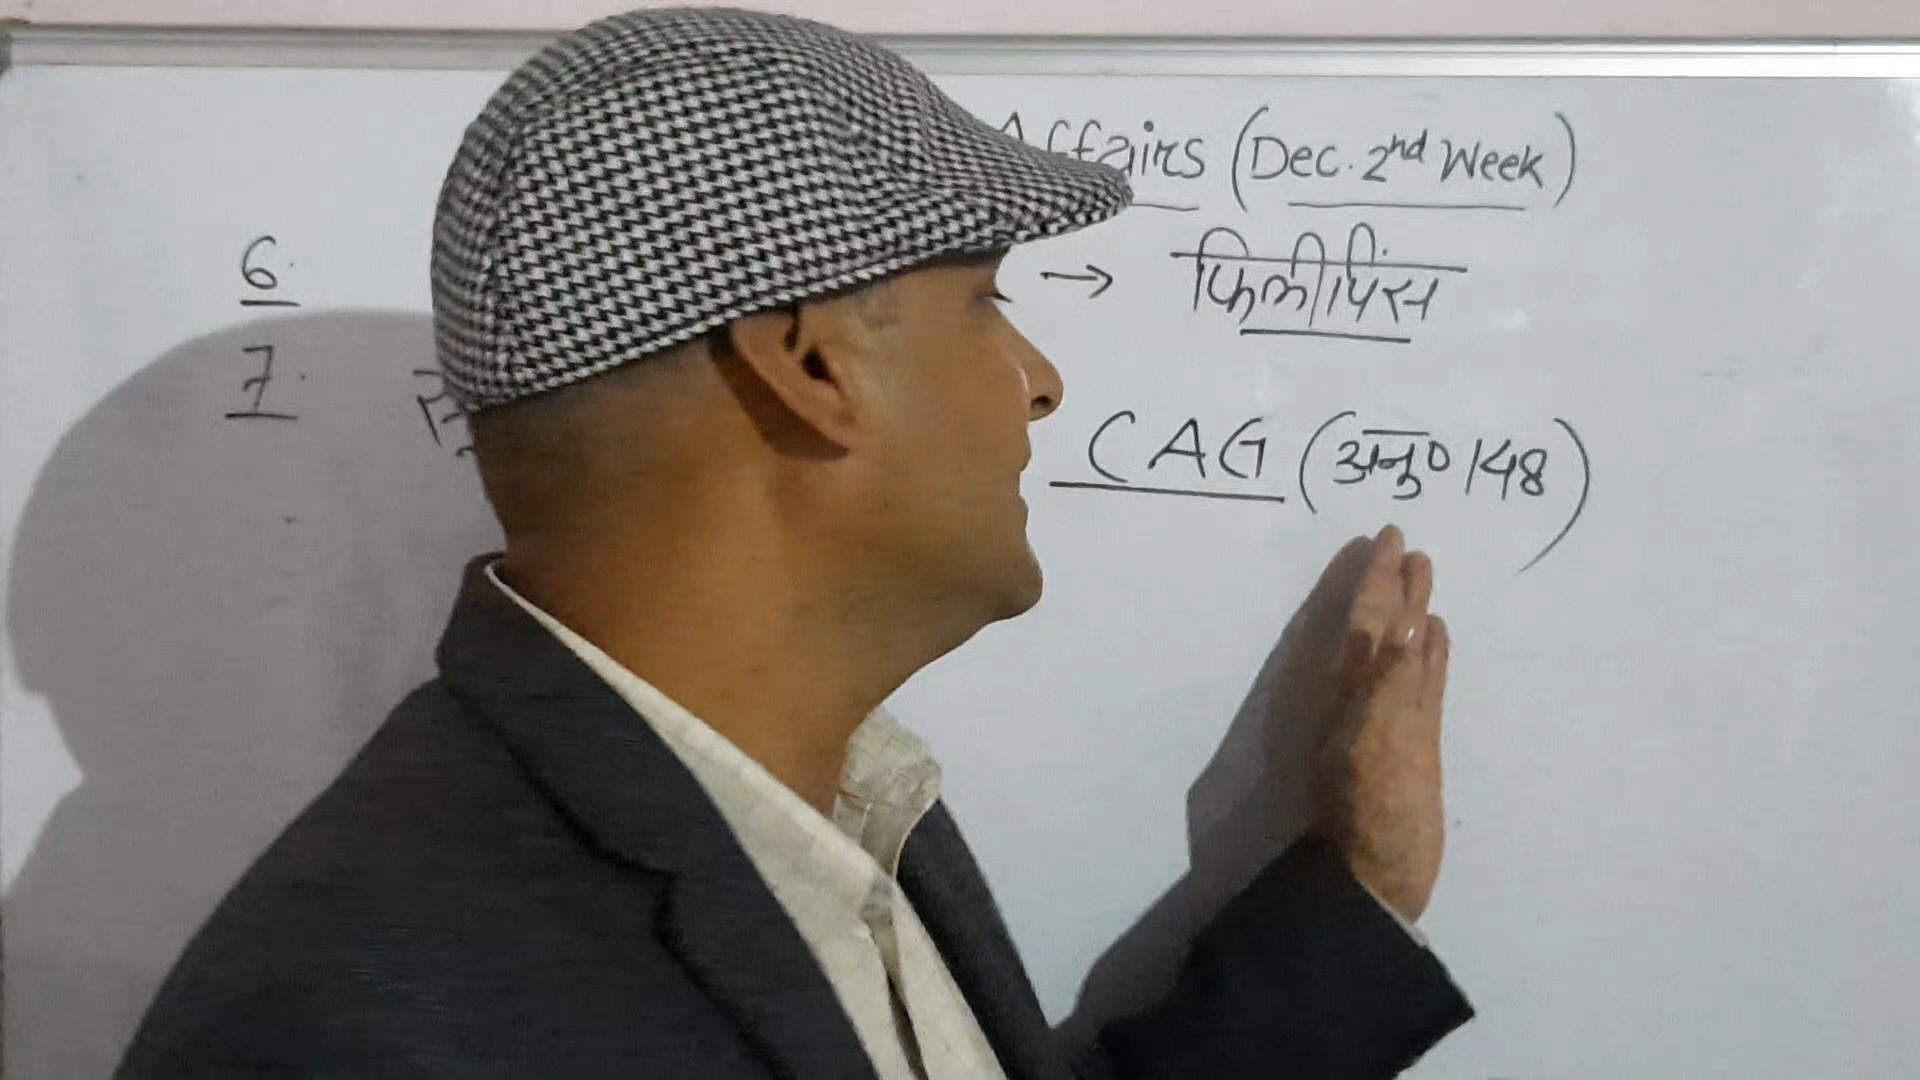 Affairs (Dec. 2nd Week)
6. → फिलीपिंस
7. CAG (अनु० 148)